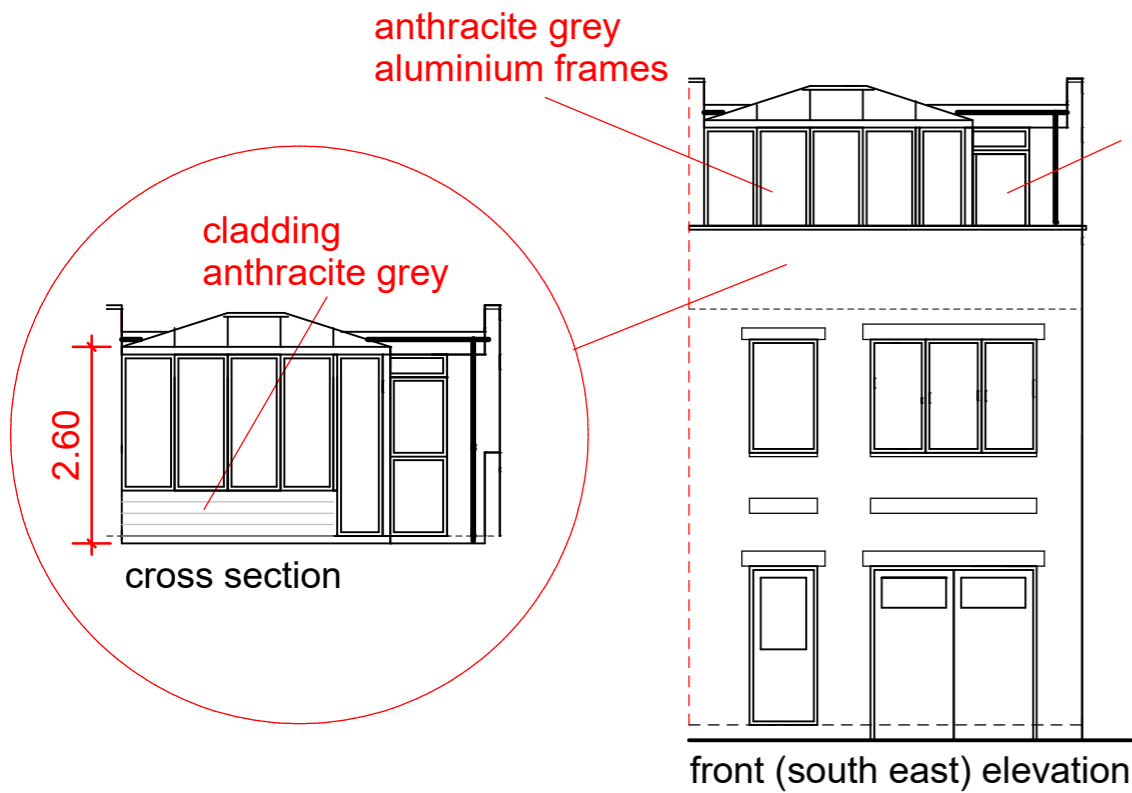 anthracite grey
aluminium frames
cladding
anthracite grey
2.60
cross section
front (south east) elevation